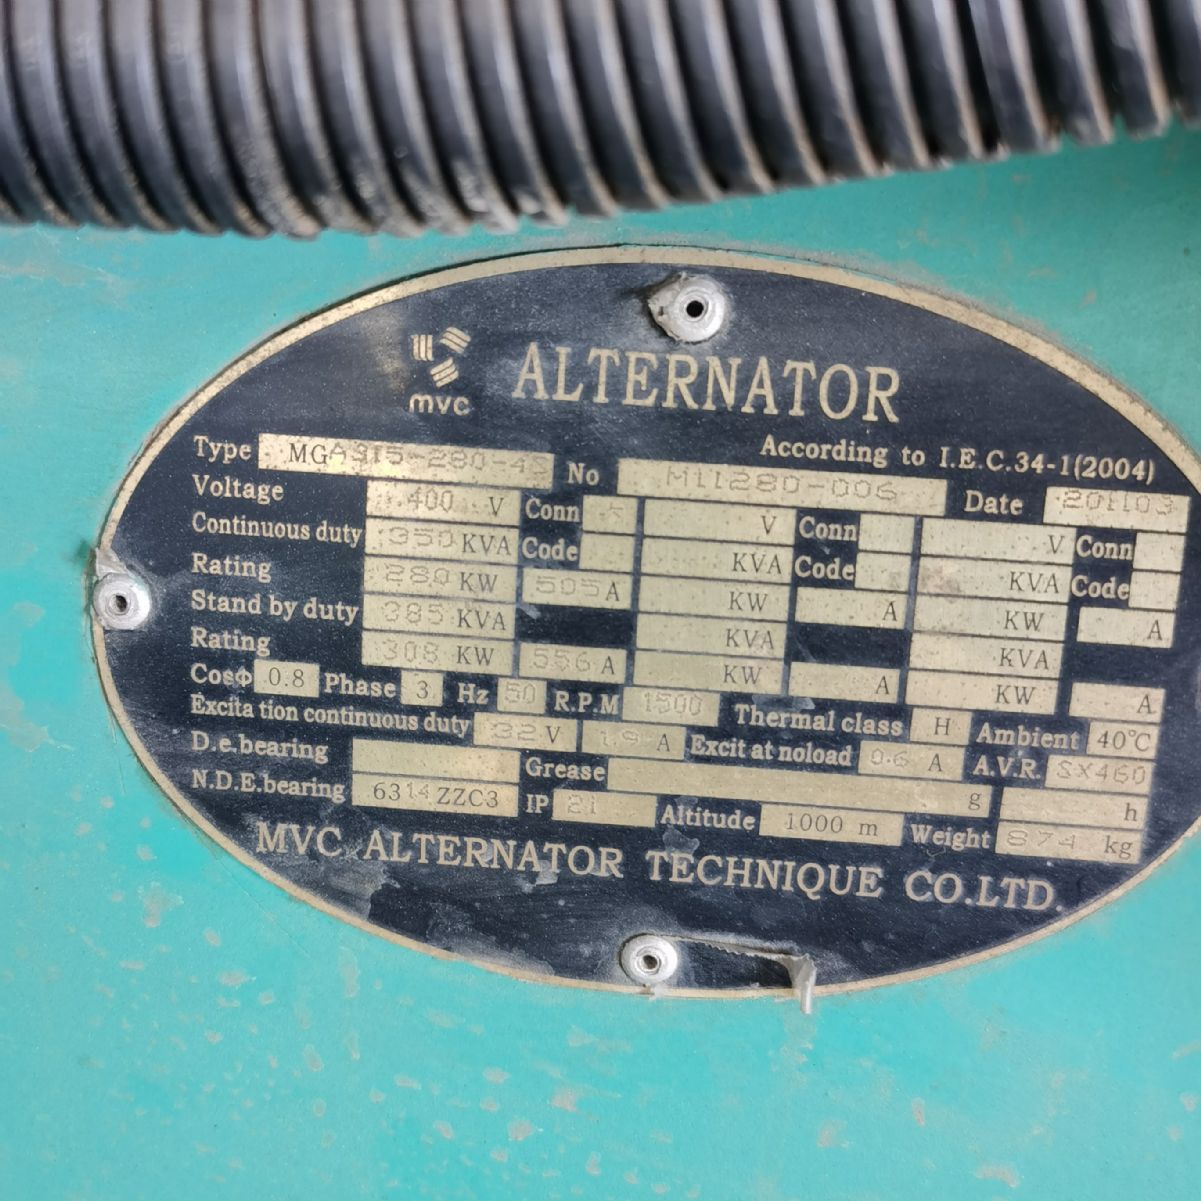 mvc
ALTERNATOR
According to I.E.C.34-1(2004)
Type MGA315-280-4 No M11280-006 Date 201103
Voltage 400 V Conn V Conn V Conn
Continuous duty 350 KVA Code KVA Code KVA Code
Rating 280 KW 505 A KW A KW A
Stand by duty 385 KVA KVA KVA
Rating 308 KW 556 A KW A KW A
CosΦ 0.8 Phase 3 Hz 50 R.P.M 1500 Thermal class H Ambient 40℃
Excita tion continuous duty 32 V 1.9 A Excit at noload 0.6 A A.V.R. SX460
D.e.bearing Grease g h
N.D.E.bearing 6314ZZC3 IP 21 Altitude 1000 m Weight 874 kg
MVC ALTERNATOR TECHNIQUE CO.LTD.